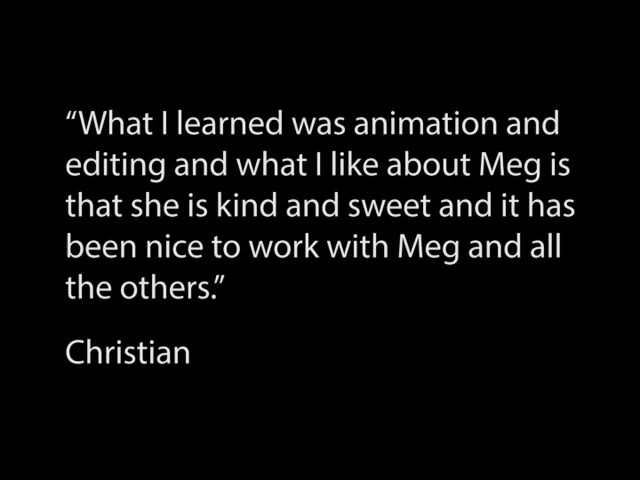 “What I learned was animation and
editing and what I like about Meg is
that she is kind and sweet and it has
been nice to work with Meg and all
the others.”
Christian